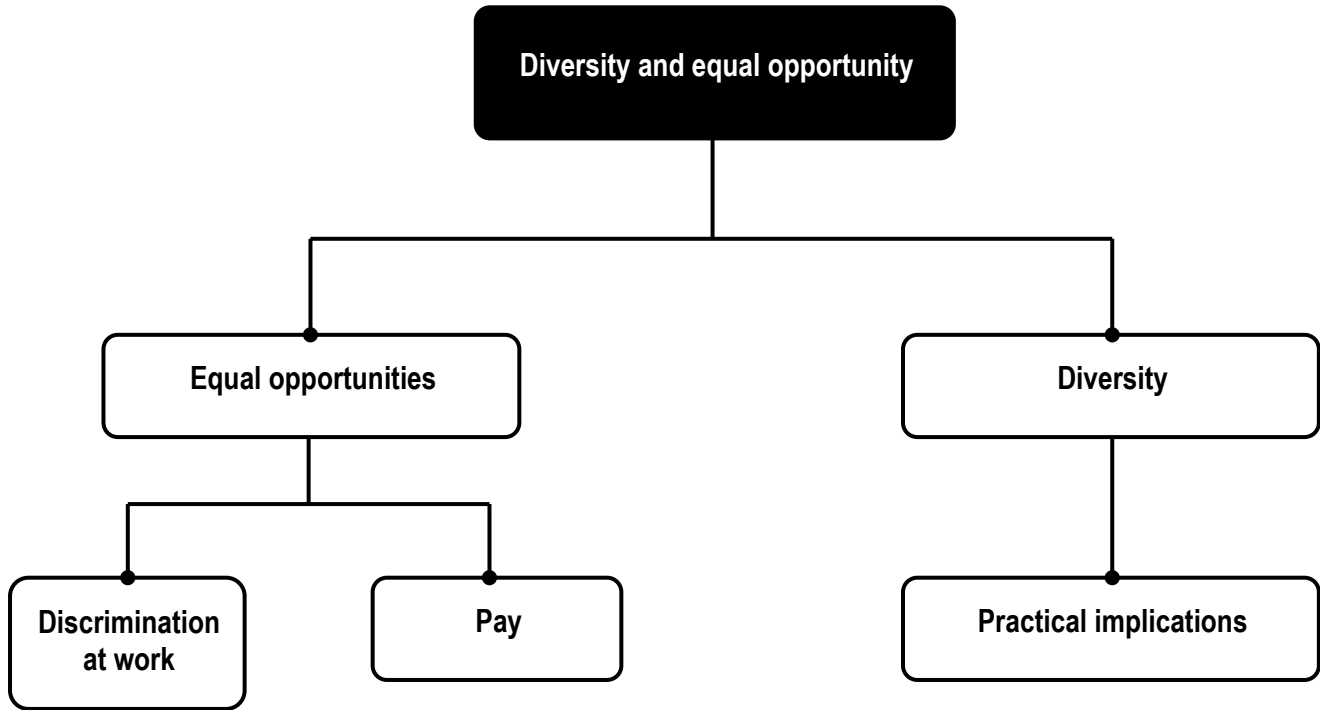 Diversity and equal opportunity
Equal opportunities
Diversity
Discrimination
at work
Pay
Practical implications